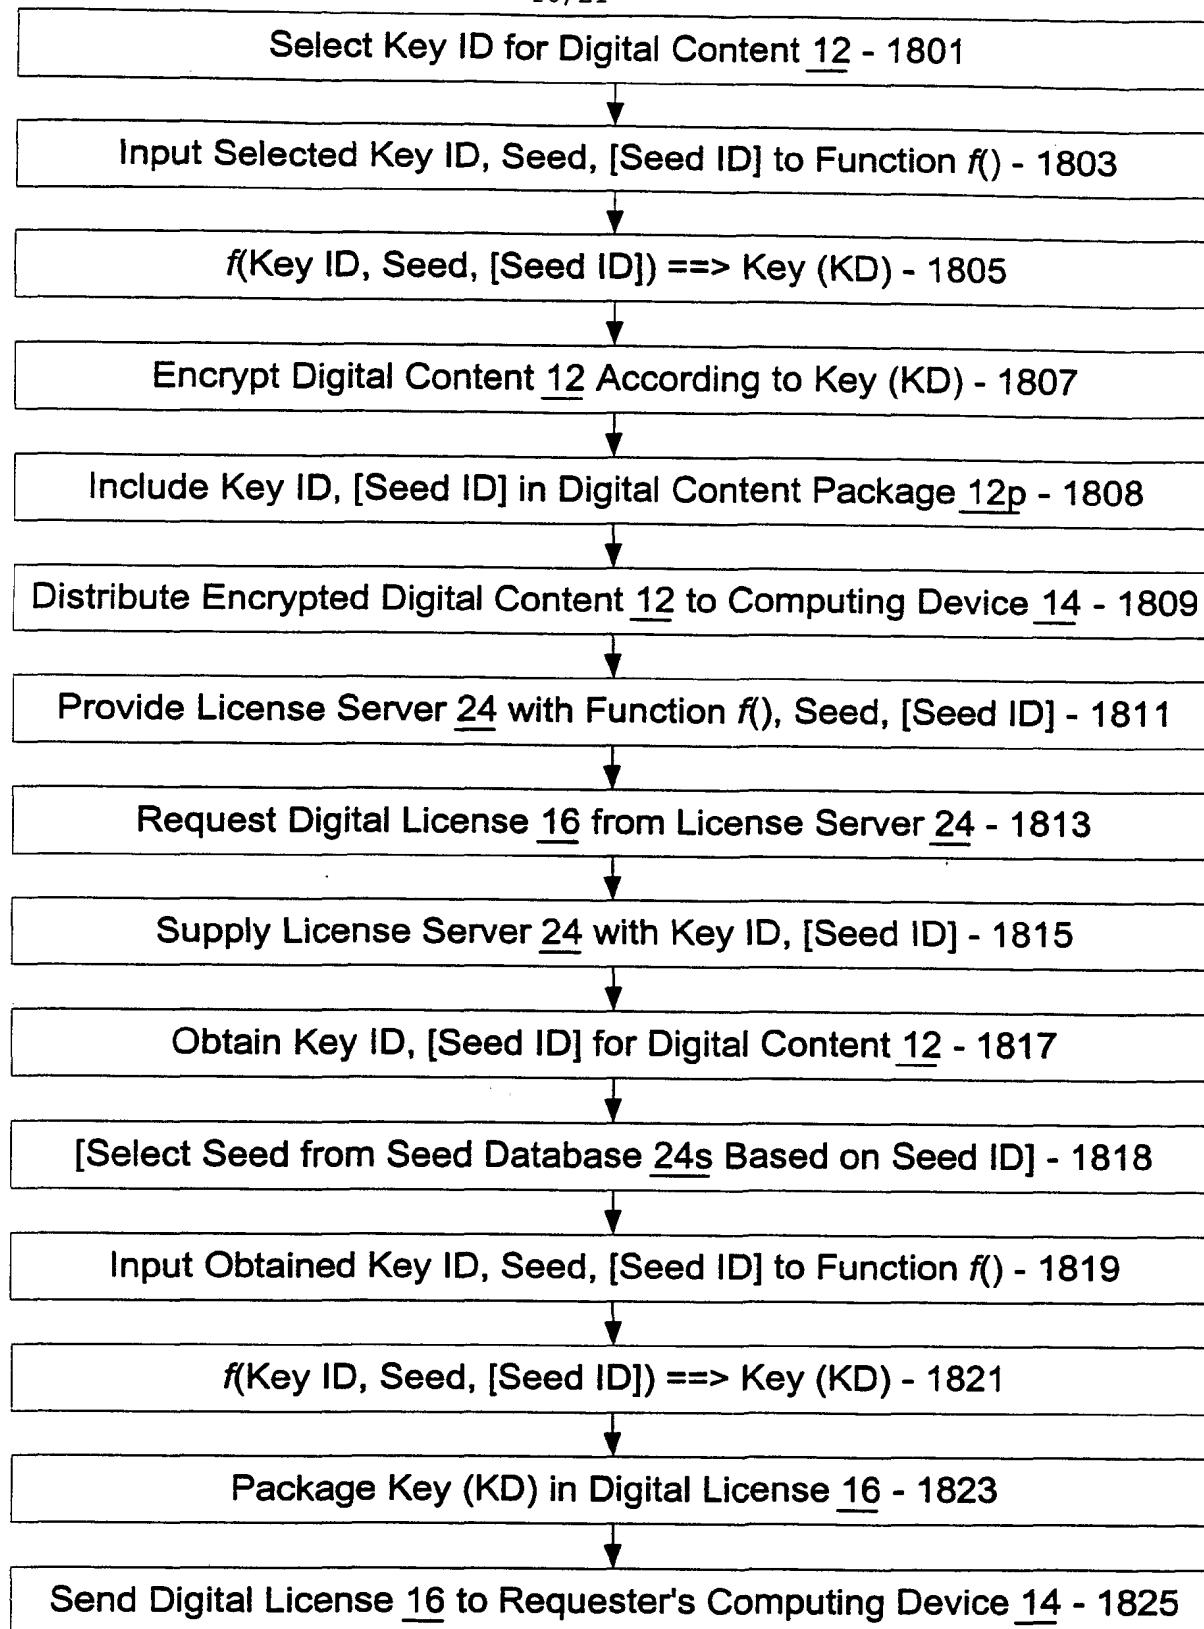 Select Key ID for Digital Content 12 - 1801
Input Selected Key ID, Seed, [Seed ID] to Function f() - 1803
f(Key ID, Seed, [Seed ID]) ==> Key (KD) - 1805
Encrypt Digital Content 12 According to Key (KD) - 1807
Include Key ID, [Seed ID] in Digital Content Package 12p - 1808
Distribute Encrypted Digital Content 12 to Computing Device 14 - 1809
Provide License Server 24 with Function f(), Seed, [Seed ID] - 1811
Request Digital License 16 from License Server 24 - 1813
Supply License Server 24 with Key ID, [Seed ID] - 1815
Obtain Key ID, [Seed ID] for Digital Content 12 - 1817
[Select Seed from Seed Database 24s Based on Seed ID] - 1818
Input Obtained Key ID, Seed, [Seed ID] to Function f() - 1819
f(Key ID, Seed, [Seed ID]) ==> Key (KD) - 1821
Package Key (KD) in Digital License 16 - 1823
Send Digital License 16 to Requester's Computing Device 14 - 1825